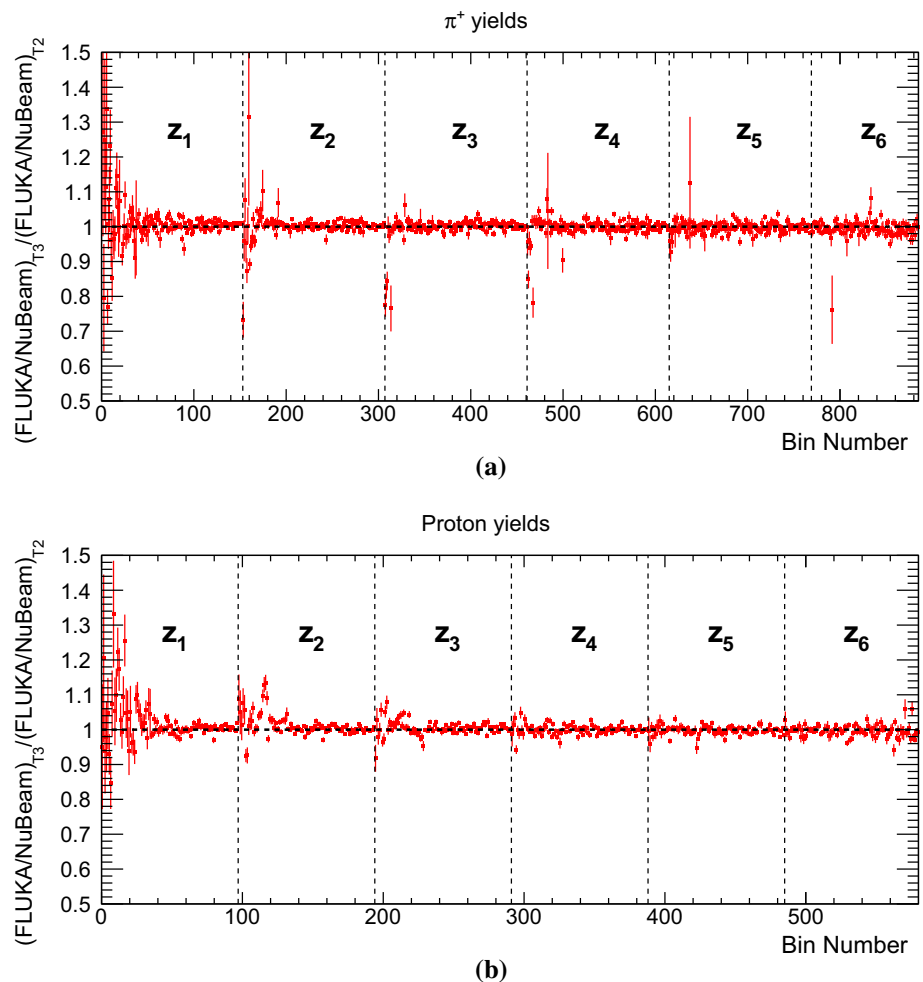 π⁺ yields
(FLUKA/NuBeam)_T3/(FLUKA/NuBeam)_T2
1.5
1.4
1.3
1.2
1.1
1
0.9
0.8
0.7
0.6
0.5
z₁ z₂ z₃ z₄ z₅ z₆
0 100 200 300 400 500 600 700 800
Bin Number
(a)
Proton yields
(FLUKA/NuBeam)_T3/(FLUKA/NuBeam)_T2
1.5
1.4
1.3
1.2
1.1
1
0.9
0.8
0.7
0.6
0.5
z₁ z₂ z₃ z₄ z₅ z₆
0 100 200 300 400 500
Bin Number
(b)